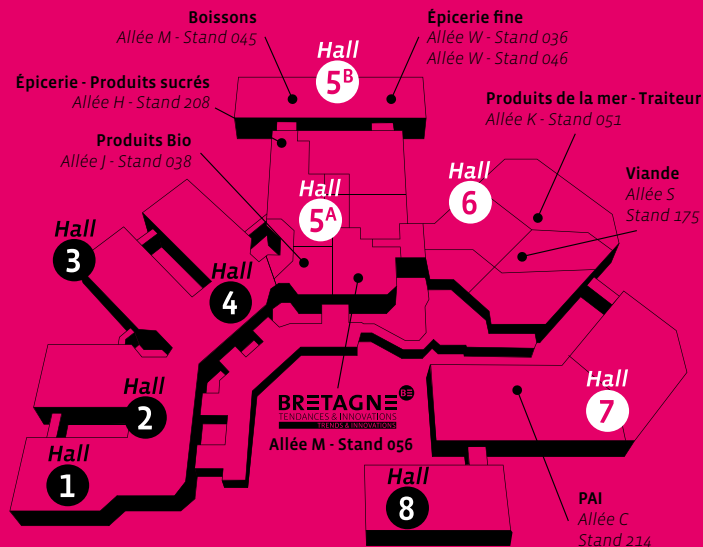 Boissons
Allée M - Stand 045
Épicerie fine
Allée W - Stand 036
Allée W - Stand 046
Hall
5B
Épicerie - Produits sucrés
Allée H - Stand 208
Produits de la mer - Traiteur
Allée K - Stand 051
Produits Bio
Allée J - Stand 038
Viande
Allée S
Stand 175
Hall
5A
Hall
6
Hall
3
Hall
4
Hall
7
Hall
2
BRETAGNE
TENDANCES & INNOVATIONS
TRENDS & INNOVATIONS
Allée M - Stand 056
Hall
1
Hall
8
PAI
Allée C
Stand 214